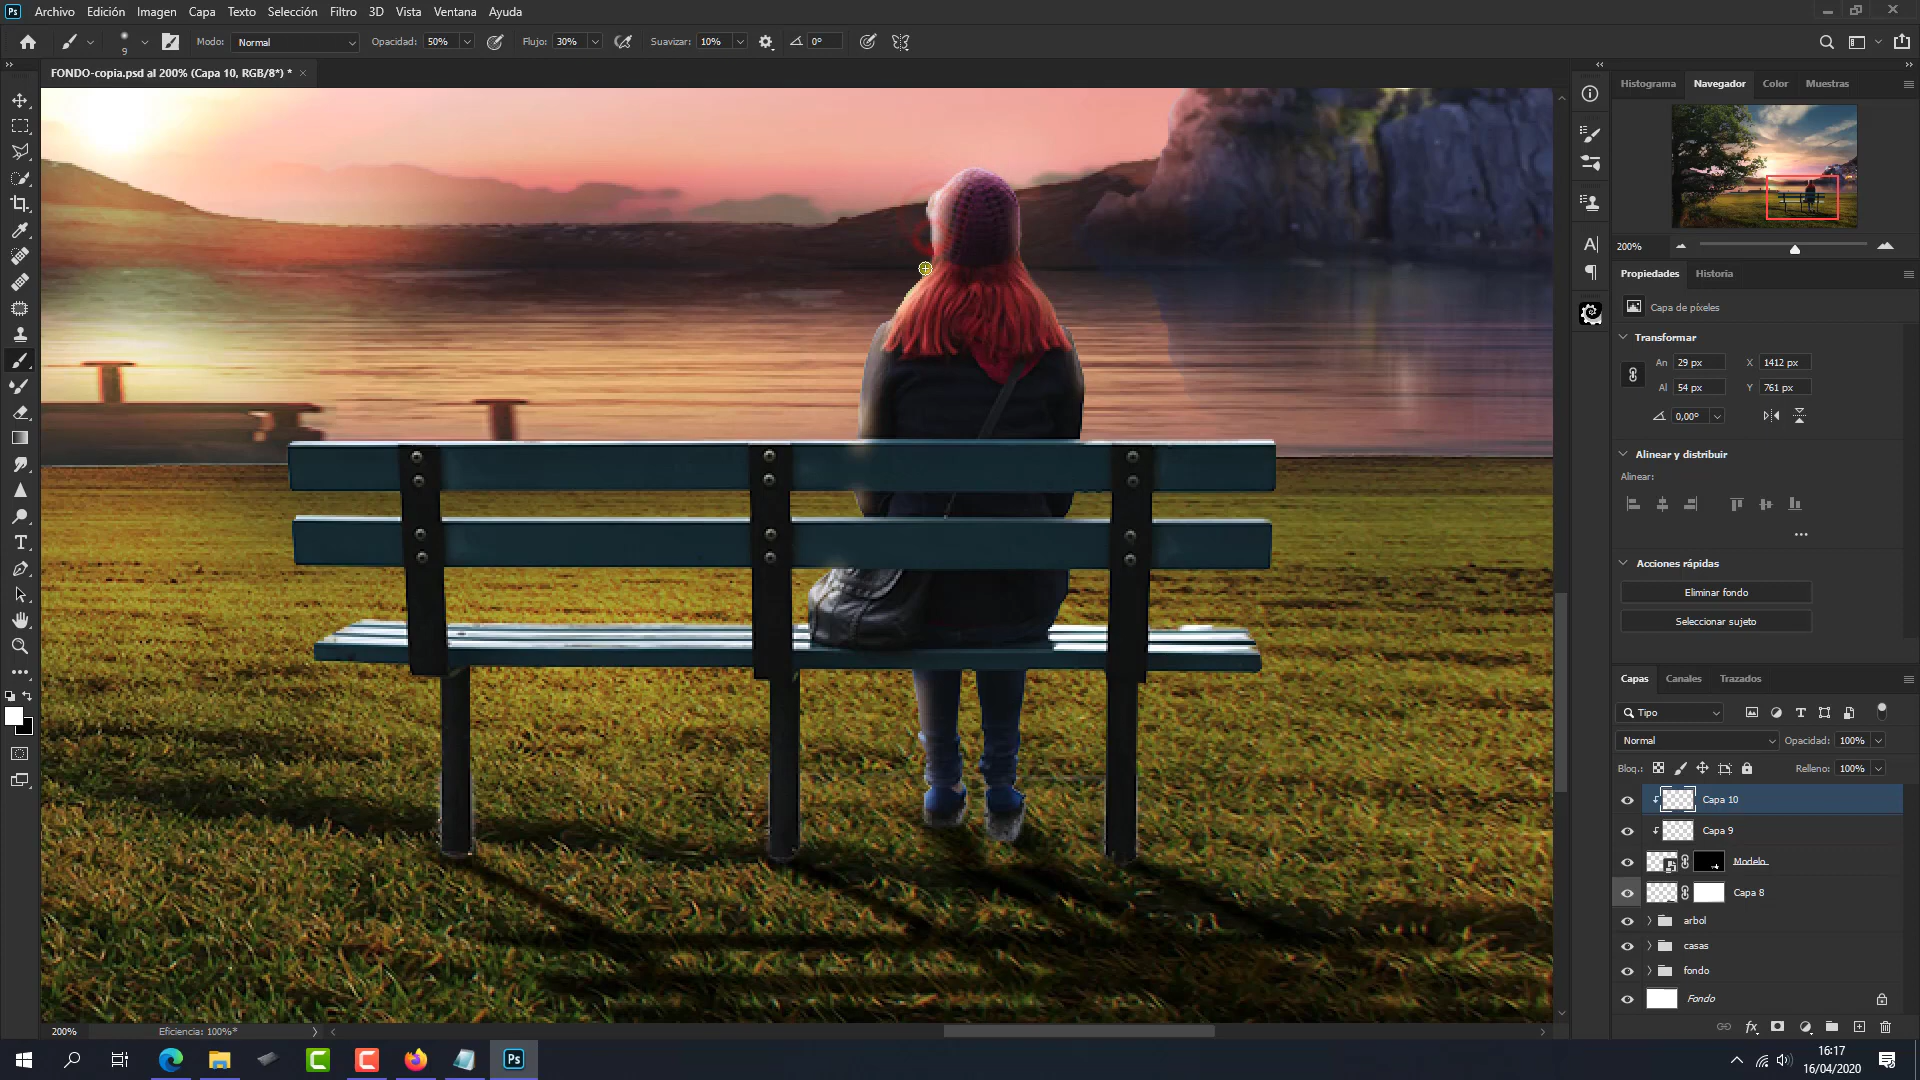 Ps Archivo Edición Imagen Capa Texto Selección Filtro 3D Vista Ventana Ayuda
9 Modo: Normal Opacidad: 50% Flujo: 30% Suavizar: 10% 0°
FONDO-copia.psd al 200% (Capa 10, RGB/8*) * ×
Histograma Navegador Color Muestras
200%
Propiedades Historia
Capa de píxeles
Transformar
An 29 px X 1412 px
Al 54 px Y 761 px
0,00°
Alinear y distribuir
Alinear:
Acciones rápidas
Eliminar fondo
Seleccionar sujeto
Capas Canales Trazados
Tipo
Normal Opacidad: 100%
Bloq.: Relleno: 100%
Capa 10
Capa 9
Modelo
Capa 8
arbol
casas
fondo
Fondo
fx
200% Eficiencia: 100%*
Ps
16:17
16/04/2020